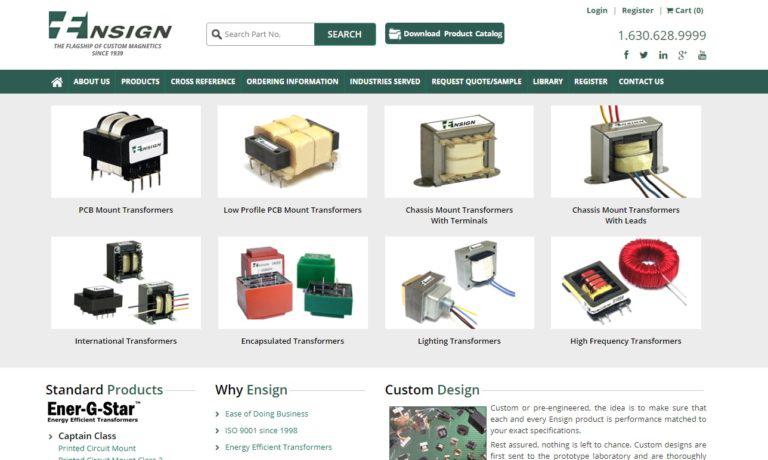 ENSIGN
THE FLAGSHIP OF CUSTOM MAGNETICS
SINCE 1939
Search Part No,
SEARCH
Download Product Catalog
Login | Register | Cart (0)
1.630.628.9999
HOME ABOUT US PRODUCTS CROSS REFERENCE ORDERING INFORMATION INDUSTRIES SERVED REQUEST QUOTE/SAMPLE LIBRARY REGISTER CONTACT US
ENSIGN
ENSIGN
ENSIGN
ENSIGN
PCB Mount Transformers
Low Profile PCB Mount Transformers
Chassis Mount Transformers
With Terminals
Chassis Mount Transformers
With Leads
International Transformers
Encapsulated Transformers
Lighting Transformers
High Frequency Transformers
Standard Products
Ener-G-Star™
Energy Efficient Transformers
Captain Class
Printed Circuit Mount
Printed Circuit Mount Class 2
Why Ensign
Ease of Doing Business
ISO 9001 since 1998
Energy Efficient Transformers
Custom Design
Custom or pre-engineered, the idea is to make sure that
each and every Ensign product is performance matched to
your exact specifications.
Rest assured, nothing is left to chance. Custom designs are
first sent to the prototype laboratory and are thoroughly